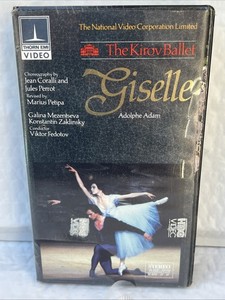 The National Video Corporation Limited
THORN EMI
VIDEO
The Kirov Ballet
Giselle
Choreography by
Jean Coralli and
Jules Perrot
Revised by
Marius Petipa
Adolphe Adam
Galina Mezentseva
Konstantin Zaklinsky
Conductor
Viktor Fedotov